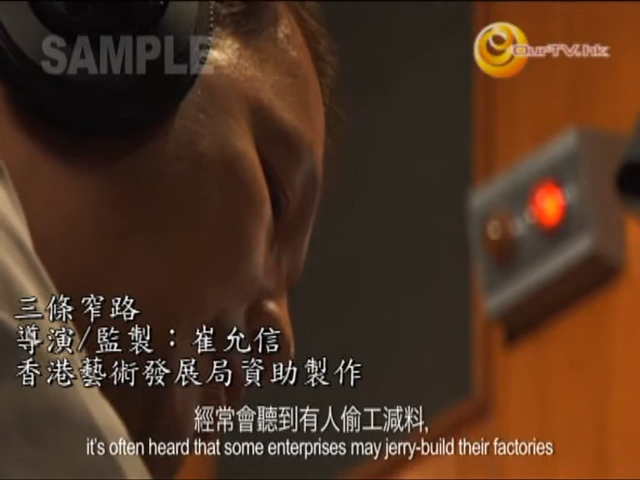 SAMPLE
OurTV.hk
三條窄路
導演/監製：崔允信
香港藝術發展局資助製作
經常會聽到有人偷工減料,
it's often heard that some enterprises may jerry-build their factories